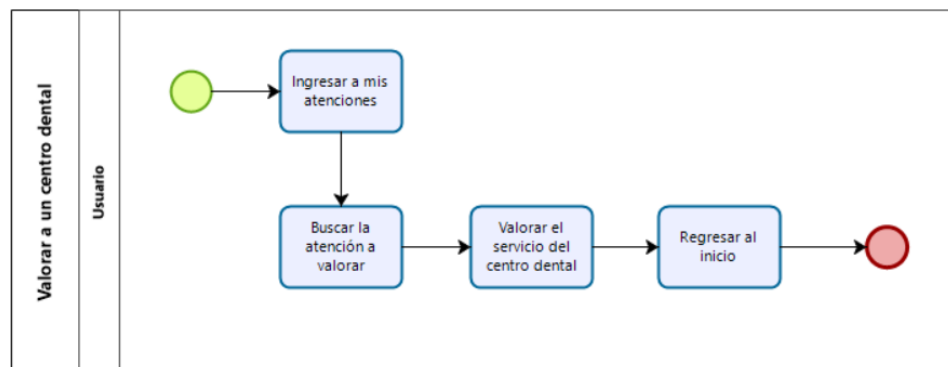 Valorar a un centro dental
Usuario
Ingresar a mis
atenciones
Buscar la
atención a
valorar
Valorar el
servicio del
centro dental
Regresar al
inicio